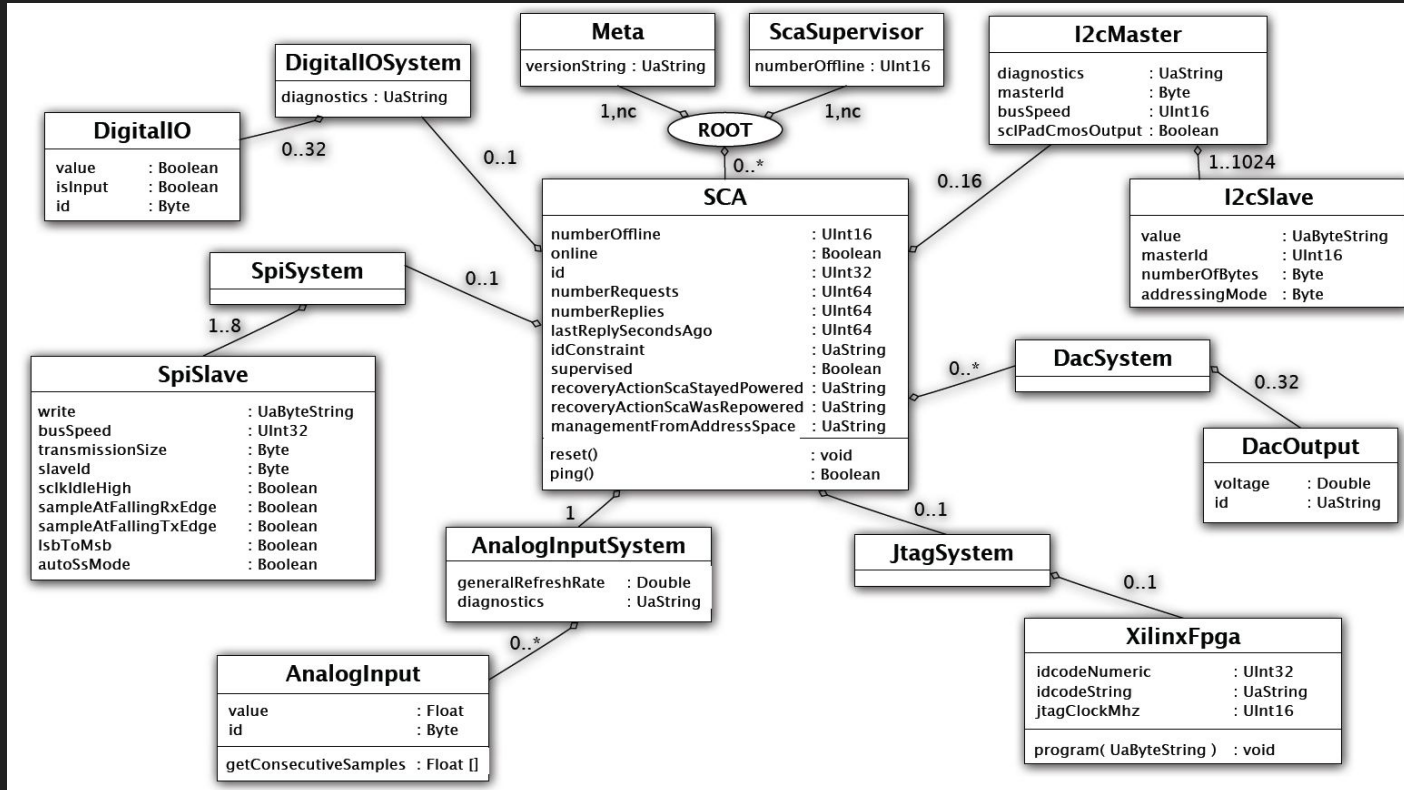 Meta
versionString : UaString
ScaSupervisor
numberOffline : UInt16
I2cMaster
diagnostics : UaString
masterId : Byte
busSpeed : UInt16
sclPadCmosOutput : Boolean
DigitalIOSystem
diagnostics : UaString
1,nc
1,nc
ROOT
DigitalIO
value : Boolean
isInput : Boolean
id : Byte
0..32
0..1
0..*
0..16
1..1024
I2cSlave
value : UaByteString
masterId : UInt16
numberOfBytes : Byte
addressingMode : Byte
SCA
numberOffline : UInt16
online : Boolean
id : UInt32
numberRequests : UInt64
numberReplies : UInt64
lastReplySecondsAgo : UInt64
idConstraint : UaString
supervised : Boolean
recoveryActionScaStayedPowered : UaString
recoveryActionScaWasRepowered : UaString
managementFromAddressSpace : UaString
reset() : void
ping() : Boolean
SpiSystem
0..1
1..8
SpiSlave
write : UaByteString
busSpeed : UInt32
transmissionSize : Byte
slaveId : Byte
sclkIdleHigh : Boolean
sampleAtFallingRxEdge : Boolean
sampleAtFallingTxEdge : Boolean
lsbToMsb : Boolean
autoSsMode : Boolean
0..*
DacSystem
0..32
DacOutput
voltage : Double
id : UaString
1
AnalogInputSystem
generalRefreshRate : Double
diagnostics : UaString
0..1
JtagSystem
0..1
XilinxFpga
idcodeNumeric : UInt32
idcodeString : UaString
jtagClockMhz : UInt16
program( UaByteString ) : void
0..*
AnalogInput
value : Float
id : Byte
getConsecutiveSamples : Float []